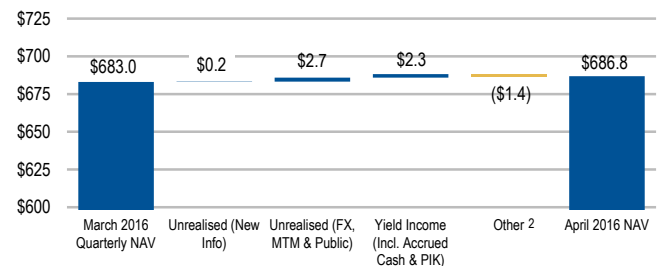 $725
$700
$675
$650
$625
$600
$683.0
$0.2
$2.7
$2.3
($1.4)
$686.8
March 2016
Quarterly NAV
Unrealised (New
Info)
Unrealised (FX,
MTM & Public)
Yield Income
(Incl. Accrued
Cash & PIK)
Other 2
April 2016 NAV